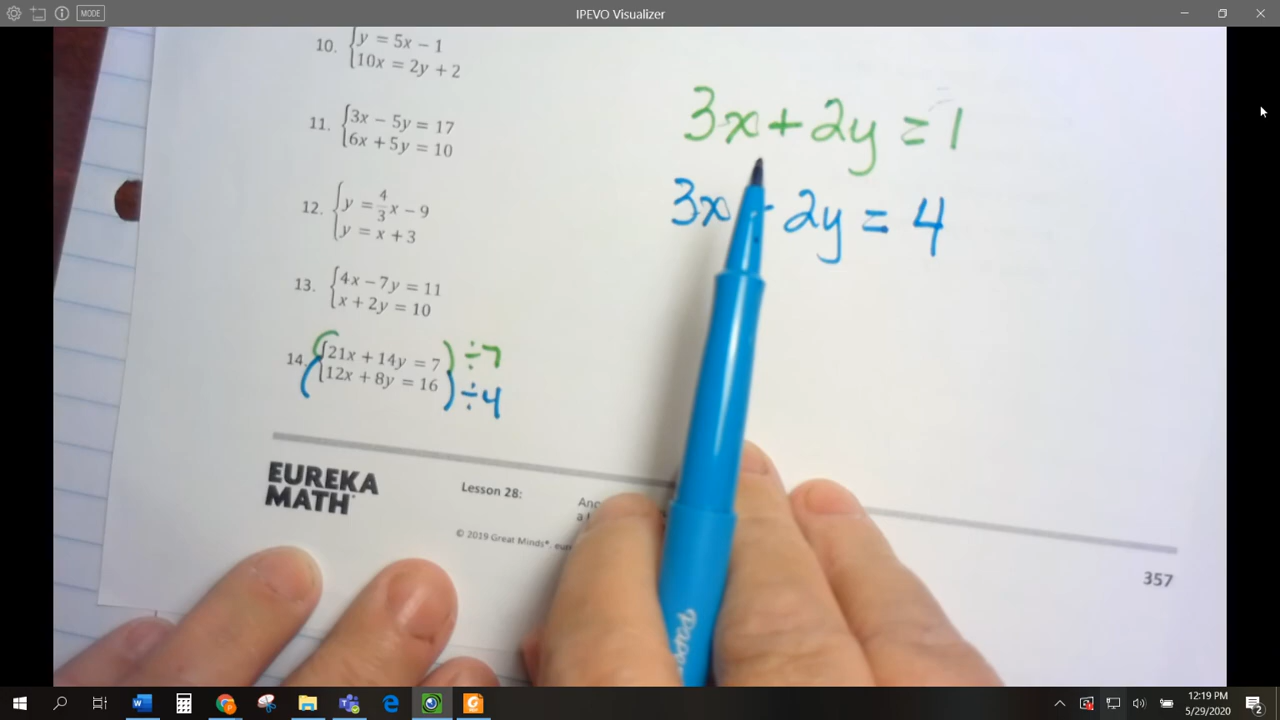 MODE
IPEVO Visualizer
10. y = 5x − 1
10x = 2y + 2
11. 3x − 5y = 17
6x + 5y = 10
12. y = 4/3 x − 9
y = x + 3
13. 4x − 7y = 11
x + 2y = 10
14. (21x + 14y = 7) ÷7
(12x + 8y = 16) ÷4
3x + 2y = 1
3x + 2y = 4
EUREKA
MATH
Lesson 28:
© 2019 Great Minds®.
357
12:19 PM
5/29/2020
2